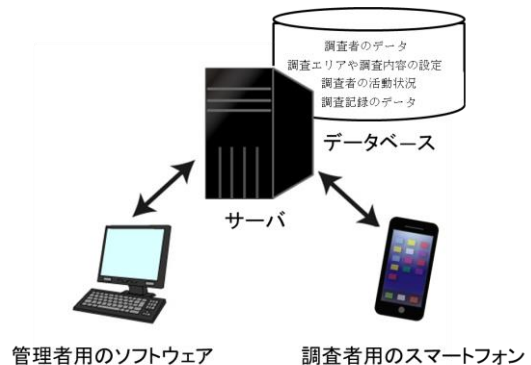 調査者のデータ
調査エリアや調査内容の設定
調査者の活動状況
調査記録のデータ
データベース
サーバ
管理者用のソフトウェア
調査者用のスマートフォン